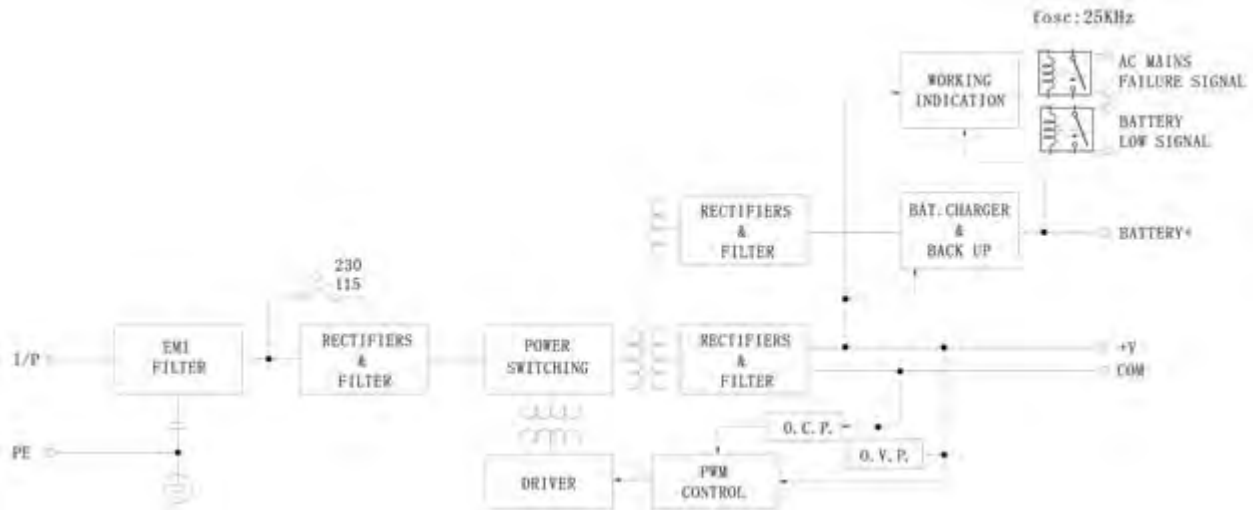 fosc:25KHz
WORKING
INDICATION
AC MAINS
FAILURE SIGNAL
BATTERY
LOW SIGNAL
RECTIFIERS
&
FILTER
BAT.CHARGER
&
BACK UP
BATTERY+
230
115
I/P
EMI
FILTER
RECTIFIERS
&
FILTER
POWER
SWITCHING
RECTIFIERS
&
FILTER
+V
COM
O.C.P.
O.V.P.
PE
DRIVER
PWM
CONTROL